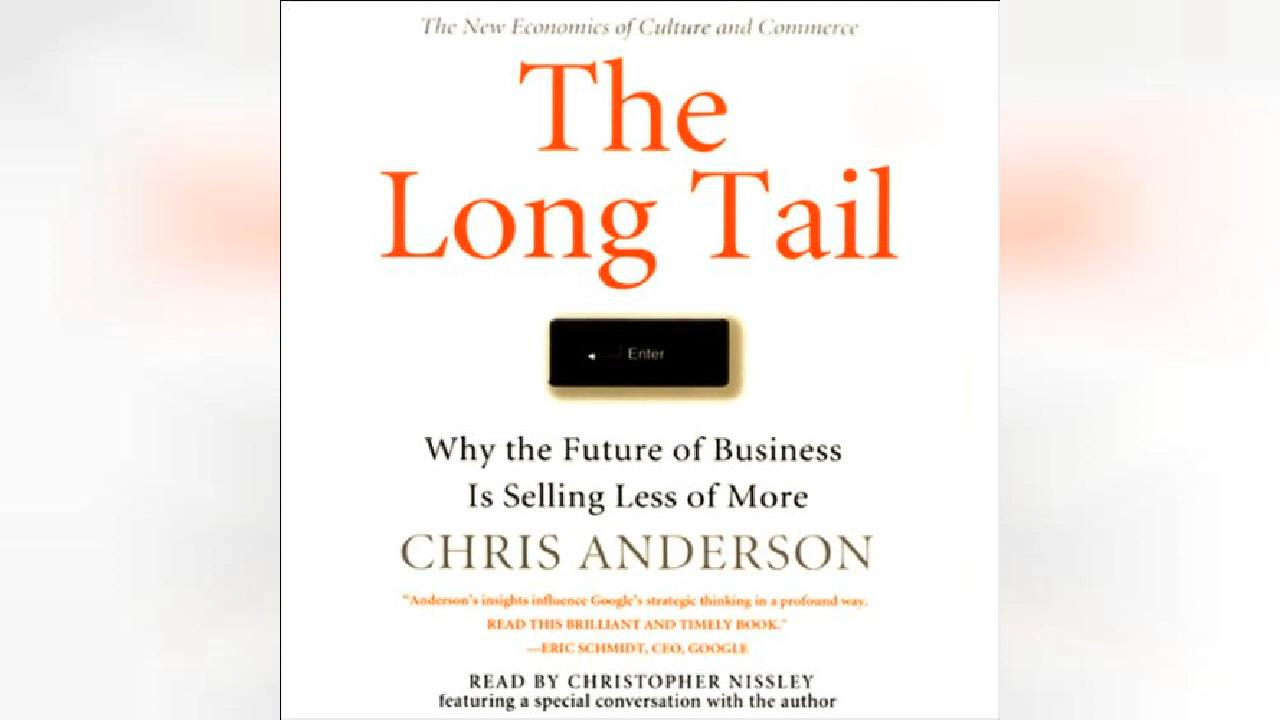 The New Economics of Culture and Commerce
The
Long Tail
Enter
Why the Future of Business
Is Selling Less of More
CHRIS ANDERSON
"Anderson's insights influence Google's strategic thinking in a profound way.
READ THIS BRILLIANT AND TIMELY BOOK."
—ERIC SCHMIDT, CEO, GOOGLE
READ BY CHRISTOPHER NISSLEY
featuring a special conversation with the author